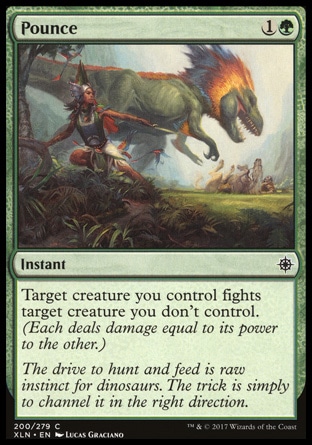 Pounce 1
Instant
Target creature you control fights
target creature you don't control.
(Each deals damage equal to its power
to the other.)
The drive to hunt and feed is raw
instinct for dinosaurs. The trick is simply
to channel it in the right direction.
200/279 C
XLN • EN Lucas Graciano
™ & © 2017 Wizards of the Coast